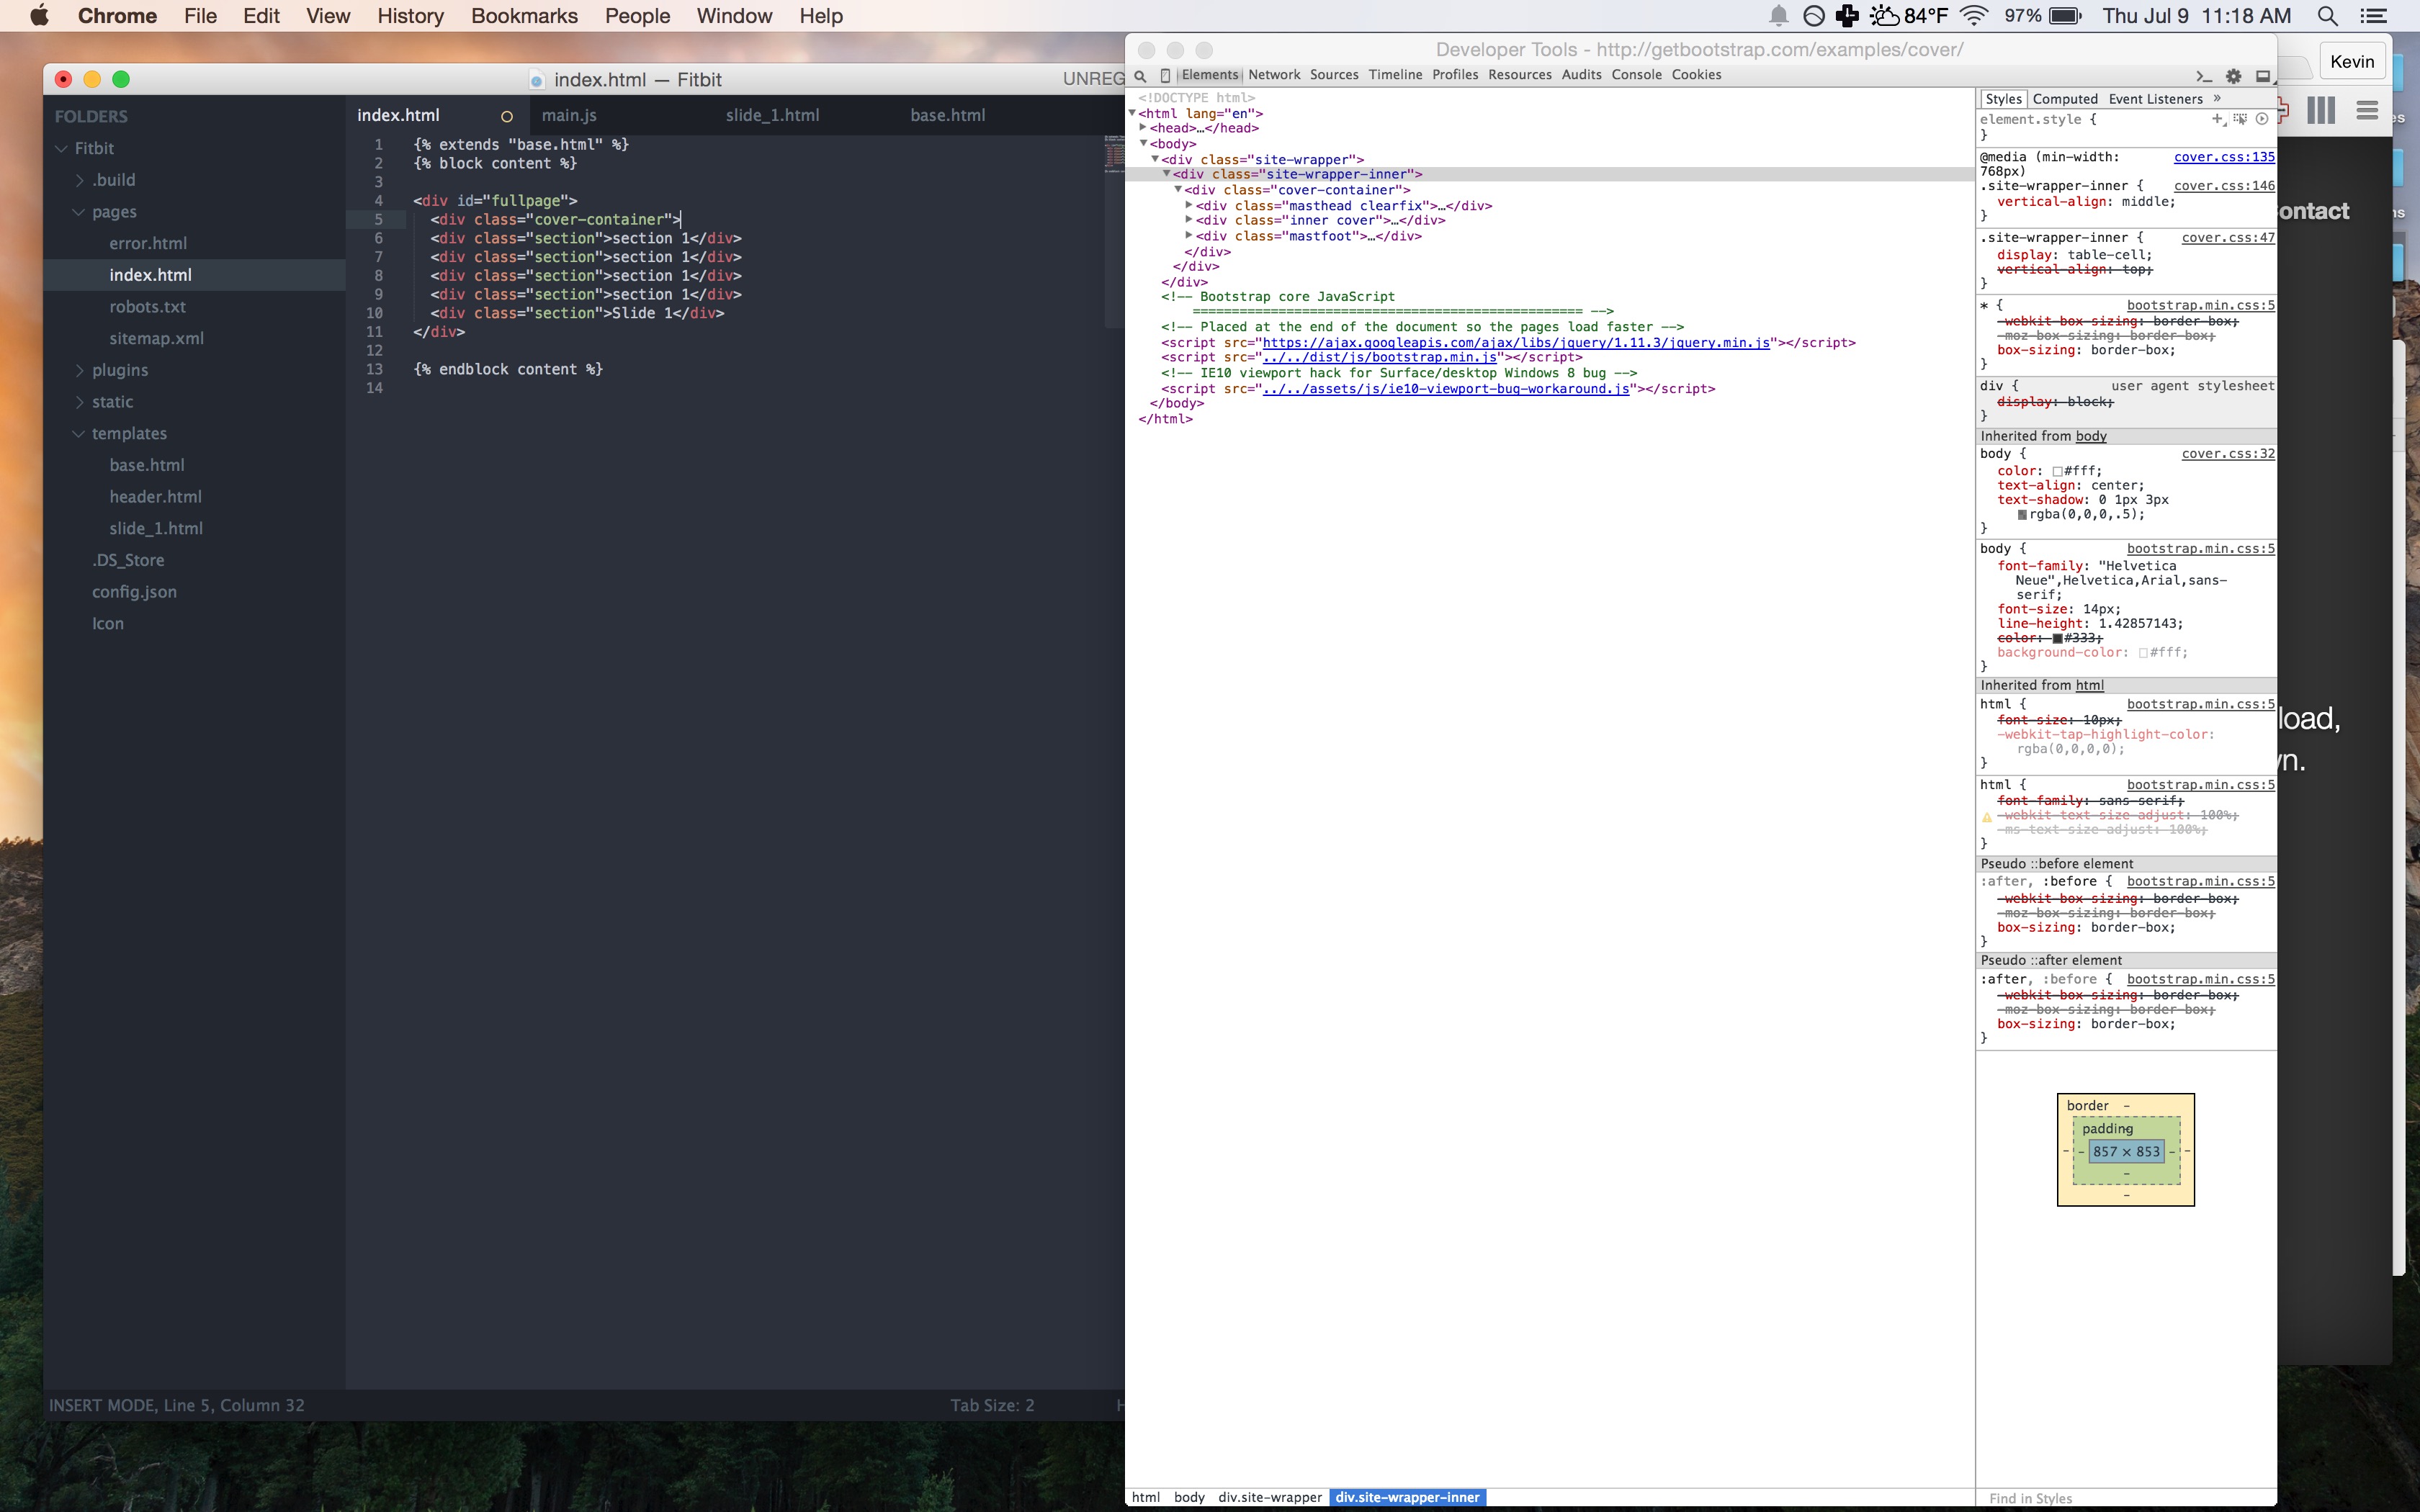 Chrome File Edit View History Bookmarks People Window Help
84°F 97% Thu Jul 9 11:18 AM
index.html — Fitbit
UNREG
FOLDERS
Fitbit
.build
pages
error.html
index.html
robots.txt
sitemap.xml
plugins
static
templates
base.html
header.html
slide_1.html
.DS_Store
config.json
Icon
index.html main.js slide_1.html base.html
1 {% extends "base.html" %}
2 {% block content %}
3
4 <div id="fullpage">
5 <div class="cover-container">
6 <div class="section">section 1</div>
7 <div class="section">section 1</div>
8 <div class="section">section 1</div>
9 <div class="section">section 1</div>
10 <div class="section">Slide 1</div>
11 </div>
12
13 {% endblock content %}
14
INSERT MODE, Line 5, Column 32
Tab Size: 2
H
Developer Tools - http://getbootstrap.com/examples/cover/
Elements Network Sources Timeline Profiles Resources Audits Console Cookies
<!DOCTYPE html>
<html lang="en">
<head>…</head>
<body>
<div class="site-wrapper">
<div class="site-wrapper-inner">
<div class="cover-container">
<div class="masthead clearfix">…</div>
<div class="inner cover">…</div>
<div class="mastfoot">…</div>
</div>
</div>
</div>
<!-- Bootstrap core JavaScript
================================================== -->
<!-- Placed at the end of the document so the pages load faster -->
<script src="https://ajax.googleapis.com/ajax/libs/jquery/1.11.3/jquery.min.js"></script>
<script src="../../dist/js/bootstrap.min.js"></script>
<!-- IE10 viewport hack for Surface/desktop Windows 8 bug -->
<script src="../../assets/js/ie10-viewport-bug-workaround.js"></script>
</body>
</html>
html body div.site-wrapper div.site-wrapper-inner
Styles Computed Event Listeners »
element.style {
}
@media (min-width: cover.css:135
768px)
.site-wrapper-inner { cover.css:146
vertical-align: middle;
}
.site-wrapper-inner { cover.css:47
display: table-cell;
vertical-align: top;
}
* { bootstrap.min.css:5
-webkit-box-sizing: border-box;
-moz-box-sizing: border-box;
box-sizing: border-box;
}
div { user agent stylesheet
display: block;
}
Inherited from body
body { cover.css:32
color: #fff;
text-align: center;
text-shadow: 0 1px 3px
rgba(0,0,0,.5);
}
body { bootstrap.min.css:5
font-family: "Helvetica
Neue",Helvetica,Arial,sans-
serif;
font-size: 14px;
line-height: 1.42857143;
color: #333;
background-color: #fff;
}
Inherited from html
html { bootstrap.min.css:5
font-size: 10px;
-webkit-tap-highlight-color:
rgba(0,0,0,0);
}
html { bootstrap.min.css:5
font-family: sans-serif;
-webkit-text-size-adjust: 100%;
-ms-text-size-adjust: 100%;
}
Pseudo ::before element
:after, :before { bootstrap.min.css:5
-webkit-box-sizing: border-box;
-moz-box-sizing: border-box;
box-sizing: border-box;
}
Pseudo ::after element
:after, :before { bootstrap.min.css:5
-webkit-box-sizing: border-box;
-moz-box-sizing: border-box;
box-sizing: border-box;
}
border –
padding –
– – 857 × 853 – –
–
–
Find in Styles
Kevin
ontact
load,
vn.
es
ns